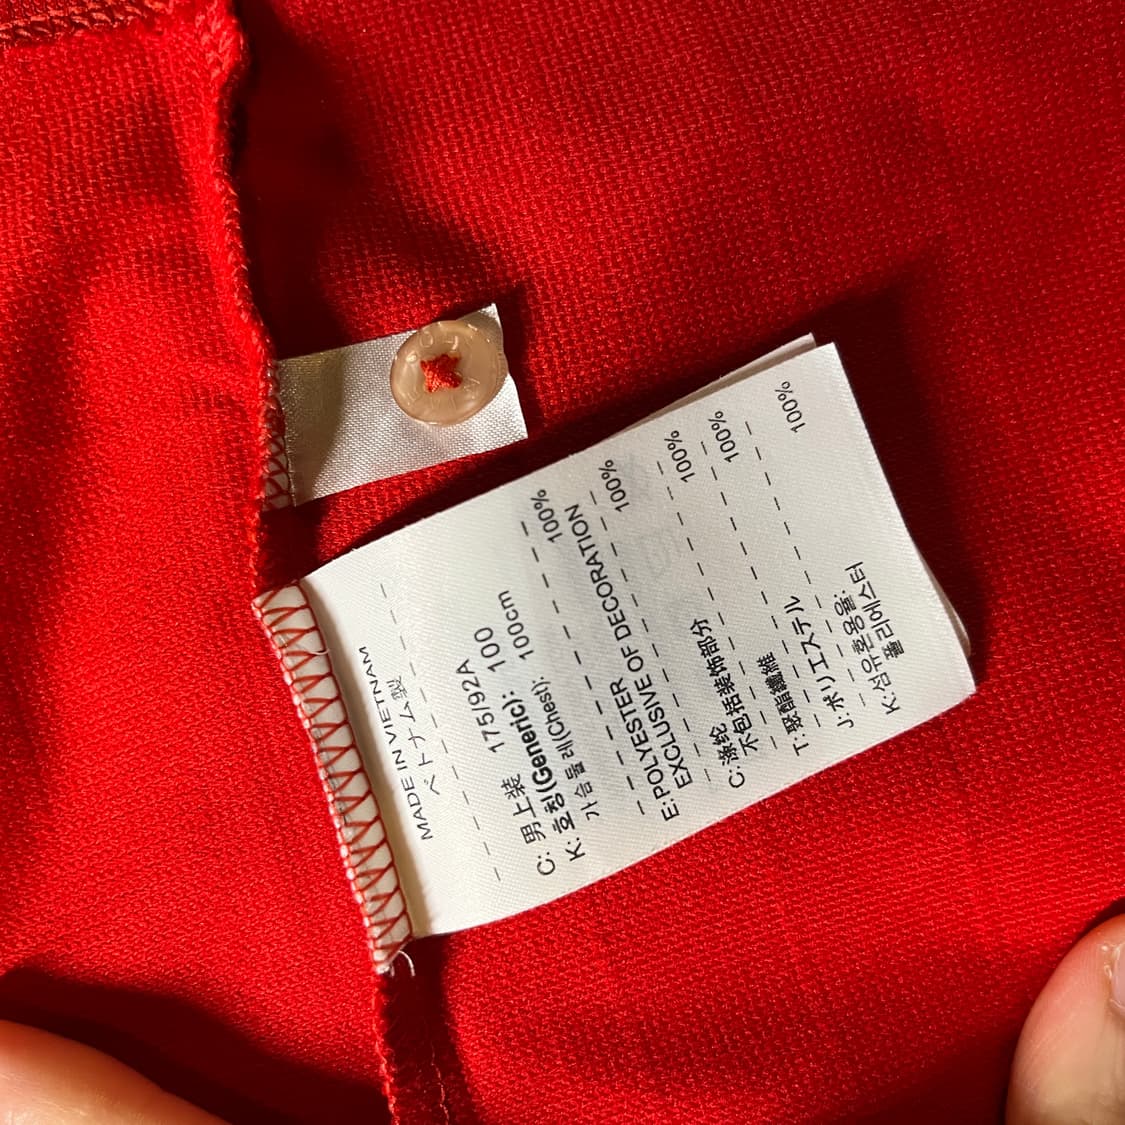 MADE IN VIETNAM
ベトナム製
C: 男上装 175/92A
K: 호칭(Generic): 100
가슴둘레(Chest): 100cm
100%
E: POLYESTER
EXCLUSIVE OF DECORATION
100%
C: 涤纶
不包括装饰部分
100%
T: 聚酯纖維
100%
J: ポリエステル
K: 섬유혼용율:
폴리에스터
100%